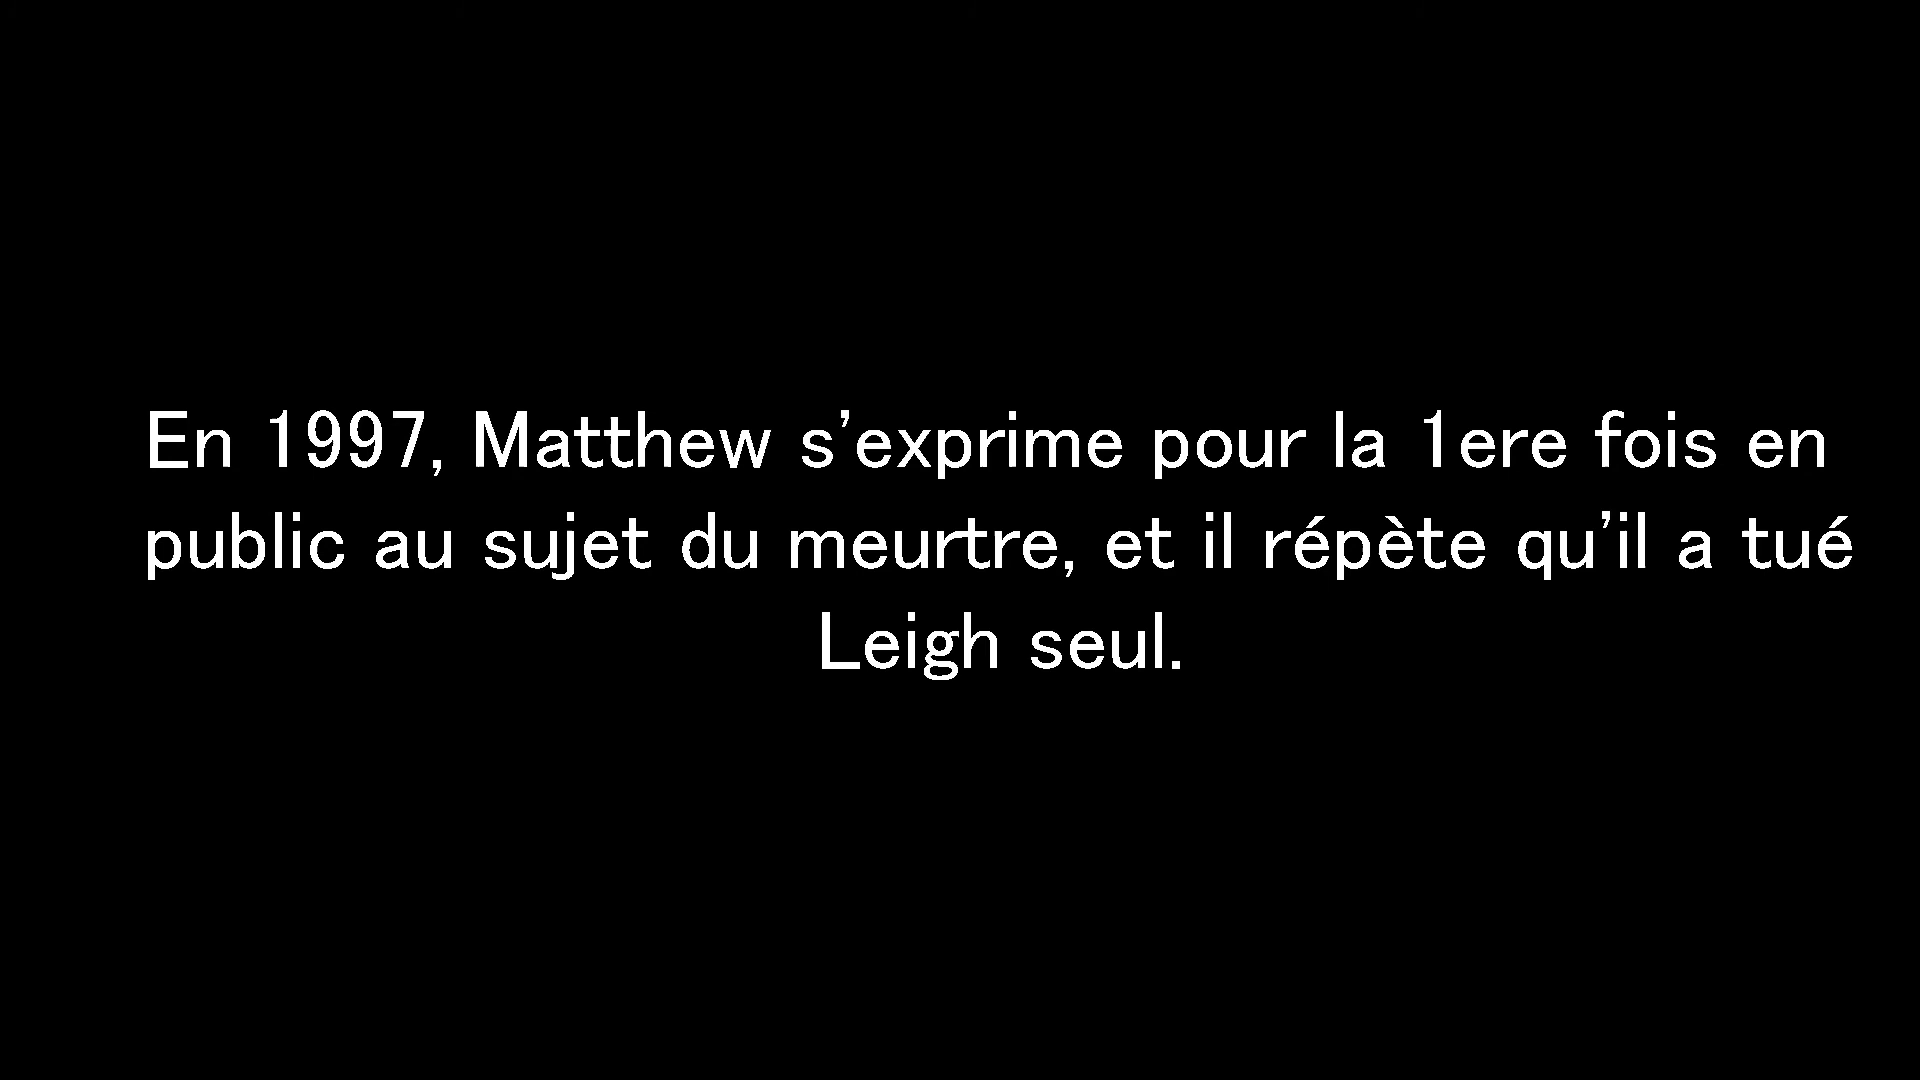 En 1997, Matthew s’exprime pour la 1ere fois en
public au sujet du meurtre, et il répète qu’il a tué
Leigh seul.